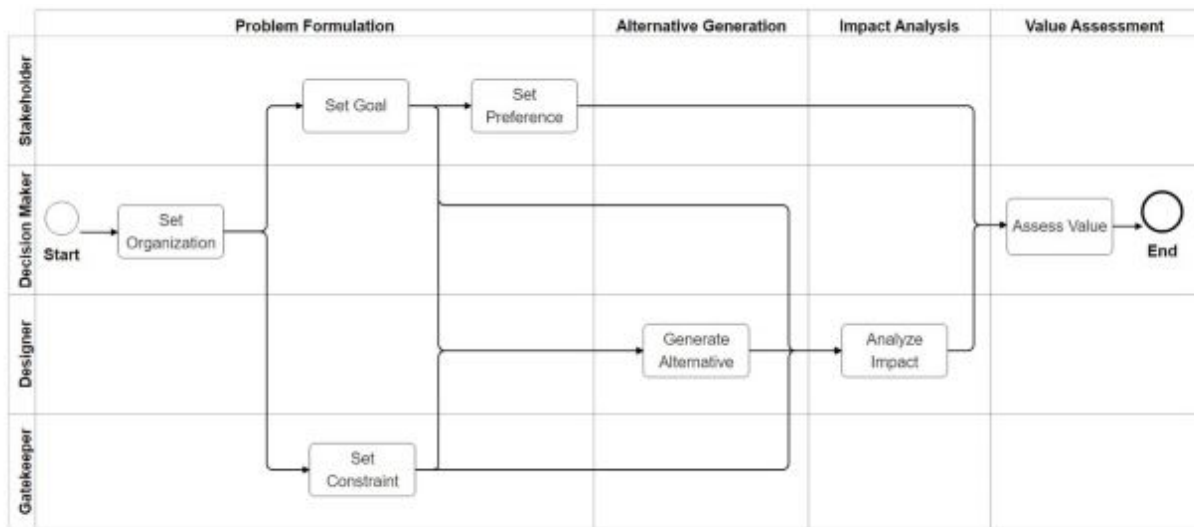 Problem Formulation
Alternative Generation
Impact Analysis
Value Assessment
Stakeholder
Set Goal
Set
Preference
Decision Maker
Start
Set
Organization
Assess Value
End
Designer
Generate
Alternative
Analyze
Impact
Gatekeeper
Set
Constraint